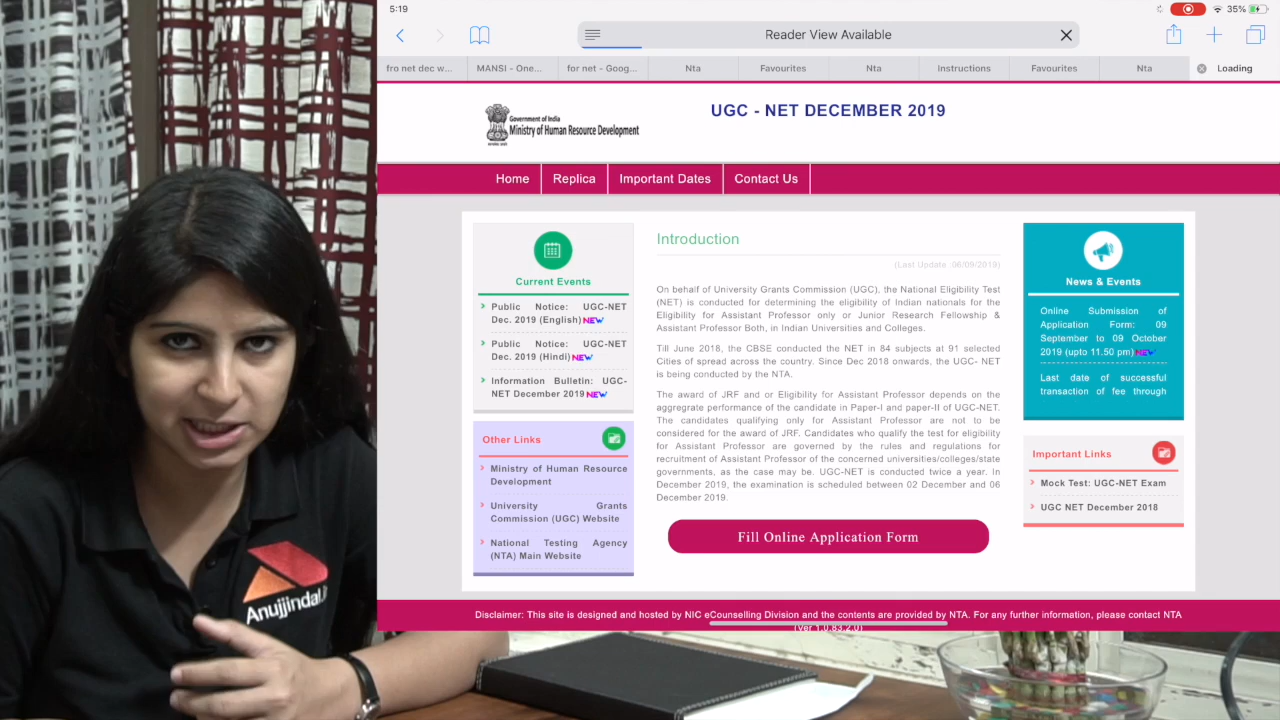 5:19
35%
Reader View Available
fro net dec w...
MANSI - One...
for net - Goog...
Nta
Favourites
Nta
Instructions
Favourites
Nta
Loading
Government of India
Ministry of Human Resource Development
UGC - NET DECEMBER 2019
Home
Replica
Important Dates
Contact Us
Current Events
Public Notice: UGC-NET
Dec. 2019 (English) NEW
Public Notice: UGC-NET
Dec. 2019 (Hindi) NEW
Information Bulletin: UGC-
NET December 2019 NEW
Other Links
Ministry of Human Resource
Development
University Grants
Commission (UGC) Website
National Testing Agency
(NTA) Main Website
Introduction
(Last Update :06/09/2019)
On behalf of University Grants Commission (UGC), the National Eligibility Test
(NET) is conducted for determining the eligibility of Indian nationals for the
Eligibility for Assistant Professor only or Junior Research Fellowship &
Assistant Professor Both, in Indian Universities and Colleges.
Till June 2018, the CBSE conducted the NET in 84 subjects at 91 selected
Cities of spread across the country. Since Dec 2018 onwards, the UGC- NET
is being conducted by the NTA.
The award of JRF and or Eligibility for Assistant Professor depends on the
aggregrate performance of the candidate in Paper-I and paper-II of UGC-NET.
The candidates qualifying only for Assistant Professor are not to be
considered for the award of JRF. Candidates who qualify the test for eligibility
for Assistant Professor are governed by the rules and regulations for
recruitment of Assistant Professor of the concerned universities/colleges/state
governments, as the case may be. UGC-NET is conducted twice a year. In
December 2019, the examination is scheduled between 02 December and 06
December 2019.
Fill Online Application Form
News & Events
Online Submission of
Application Form: 09
September to 09 October
2019 (upto 11.50 pm) NEW
Last date of successful
transaction of fee through
Important Links
Mock Test: UGC-NET Exam
UGC NET December 2018
Disclaimer: This site is designed and hosted by NIC eCounselling Division and the contents are provided by NTA. For any further information, please contact NTA
(Ver 1.0.83.2.0)
Anujjindal.in